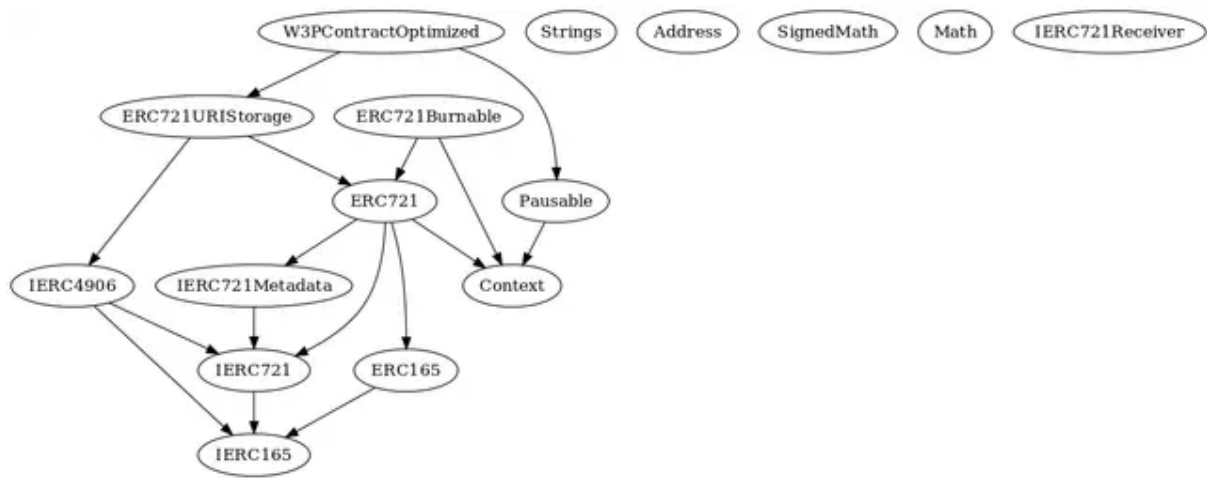 W3PContractOptimized
Strings
Address
SignedMath
Math
IERC721Receiver
ERC721URIStorage
ERC721Burnable
ERC721
Pausable
IERC4906
IERC721Metadata
Context
IERC721
ERC165
IERC165